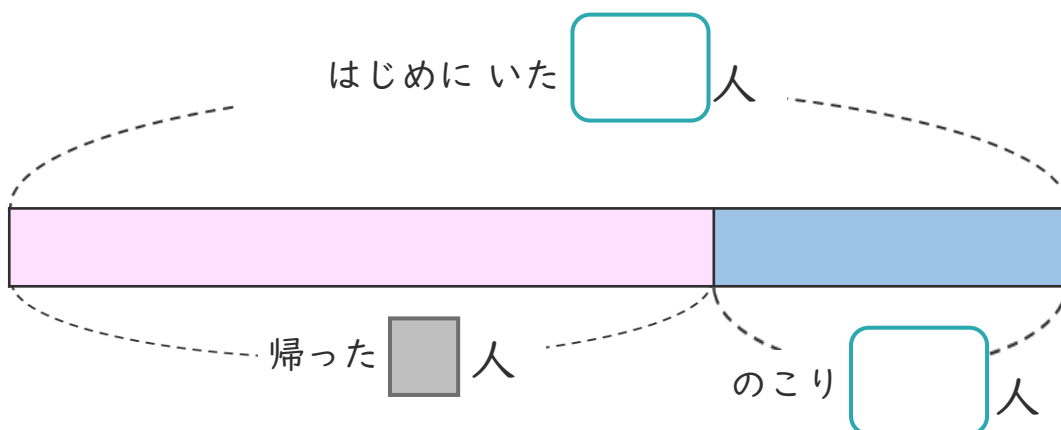 はじめに いた 人
帰った 人
のこり 人